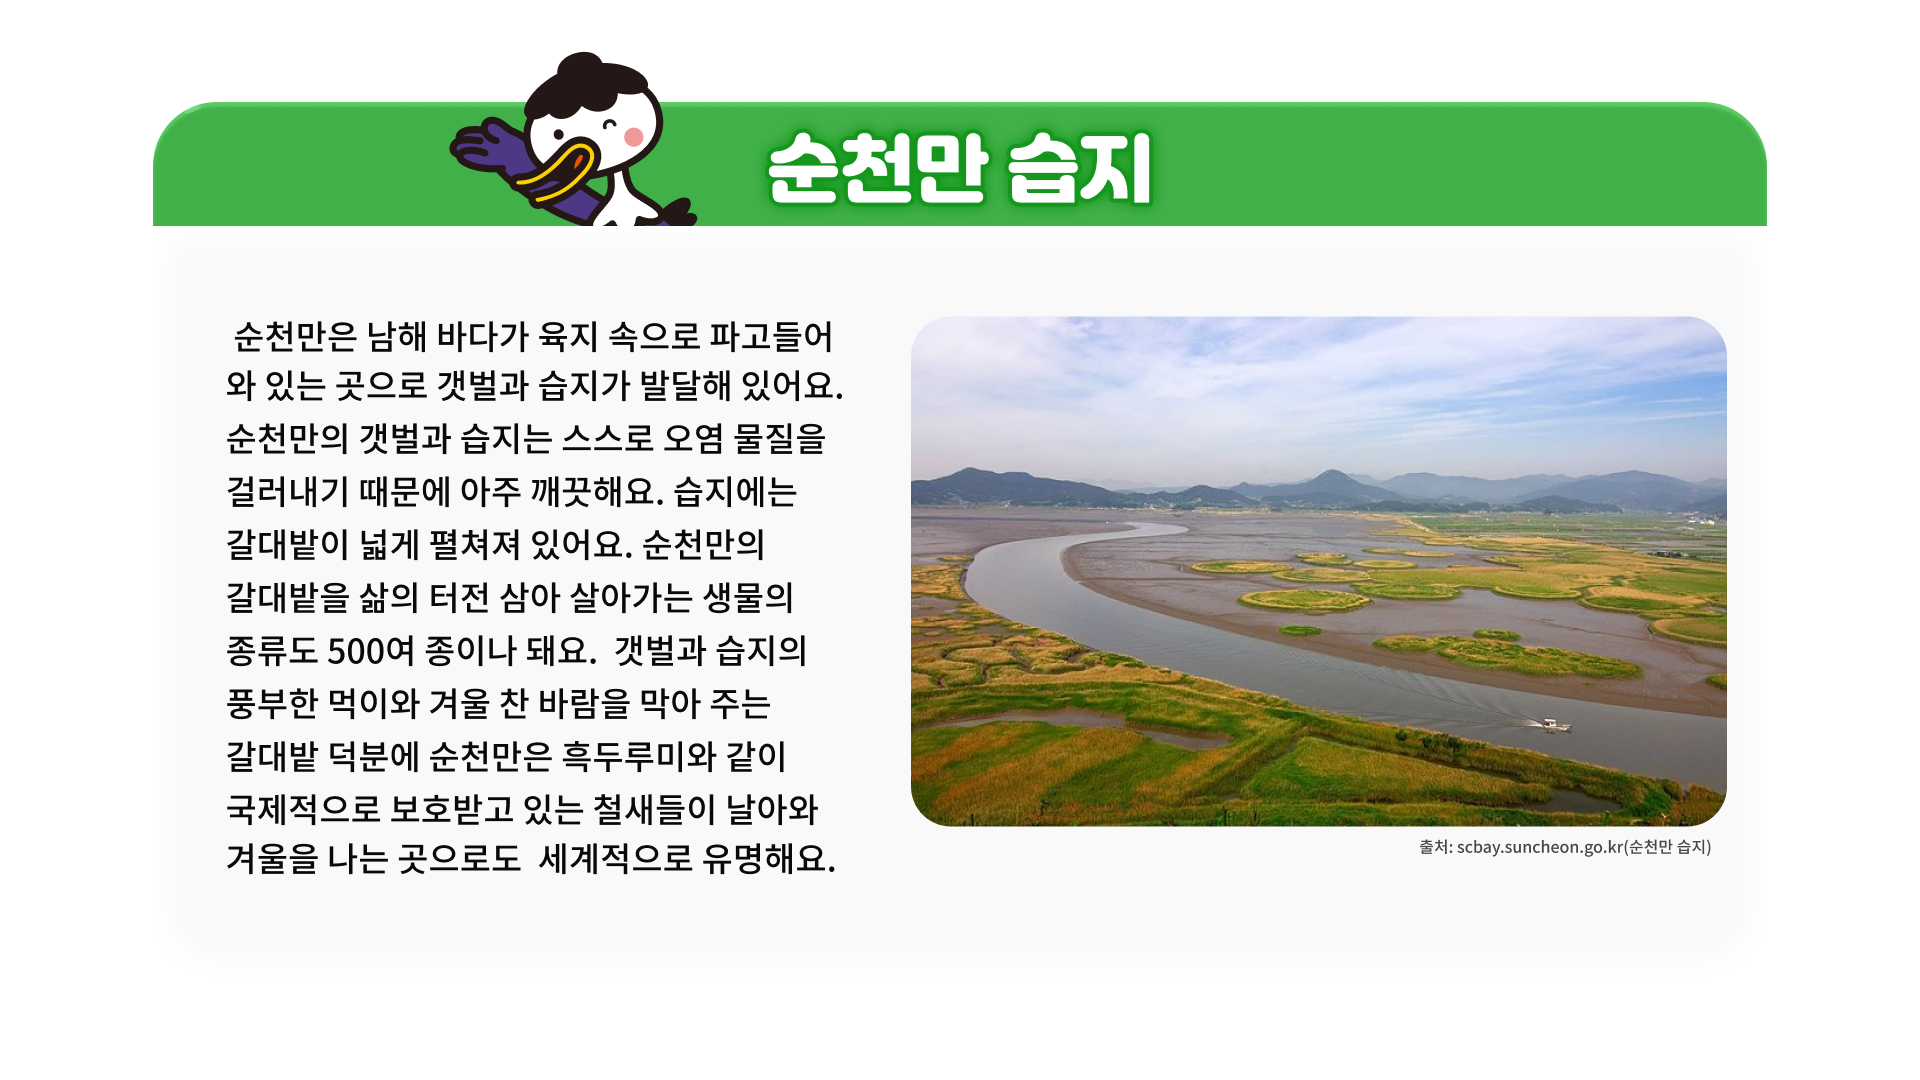 순천만 습지
순천만은 남해 바다가 육지 속으로 파고들어
와 있는 곳으로 갯벌과 습지가 발달해 있어요.
순천만의 갯벌과 습지는 스스로 오염 물질을
걸러내기 때문에 아주 깨끗해요. 습지에는
갈대밭이 넓게 펼쳐져 있어요. 순천만의
갈대밭을 삶의 터전 삼아 살아가는 생물의
종류도 500여 종이나 돼요.  갯벌과 습지의
풍부한 먹이와 겨울 찬 바람을 막아 주는
갈대밭 덕분에 순천만은 흑두루미와 같이
국제적으로 보호받고 있는 철새들이 날아와
겨울을 나는 곳으로도  세계적으로 유명해요.
출처: scbay.suncheon.go.kr(순천만 습지)